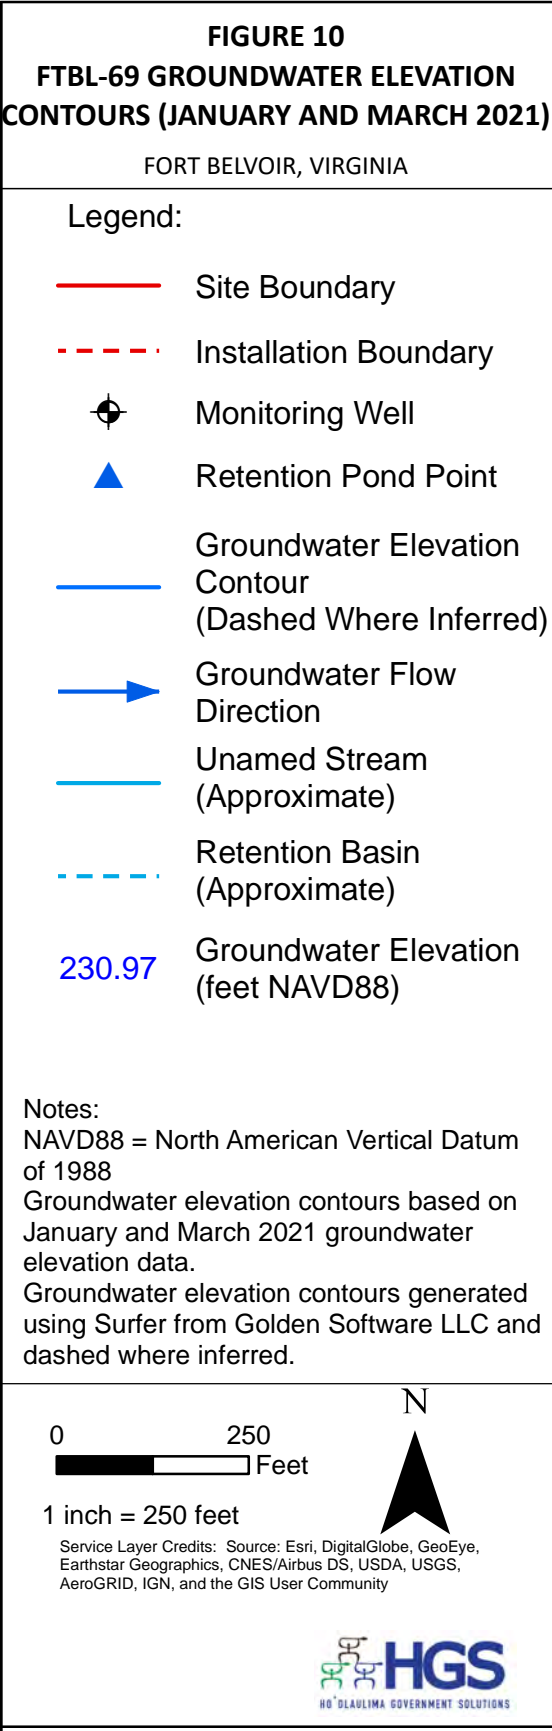 FIGURE 10
FTBL-69 GROUNDWATER ELEVATION
CONTOURS (JANUARY AND MARCH 2021)
FORT BELVOIR, VIRGINIA
Legend:
Site Boundary
Installation Boundary
Monitoring Well
Retention Pond Point
Groundwater Elevation
Contour
(Dashed Where Inferred)
Groundwater Flow
Direction
Unamed Stream
(Approximate)
Retention Basin
(Approximate)
230.97 Groundwater Elevation
(feet NAVD88)
Notes:
NAVD88 = North American Vertical Datum
of 1988
Groundwater elevation contours based on
January and March 2021 groundwater
elevation data.
Groundwater elevation contours generated
using Surfer from Golden Software LLC and
dashed where inferred.
N
0 250
Feet
1 inch = 250 feet
Service Layer Credits: Source: Esri, DigitalGlobe, GeoEye,
Earthstar Geographics, CNES/Airbus DS, USDA, USGS,
AeroGRID, IGN, and the GIS User Community
HGS
HO'OLAULIMA GOVERNMENT SOLUTIONS